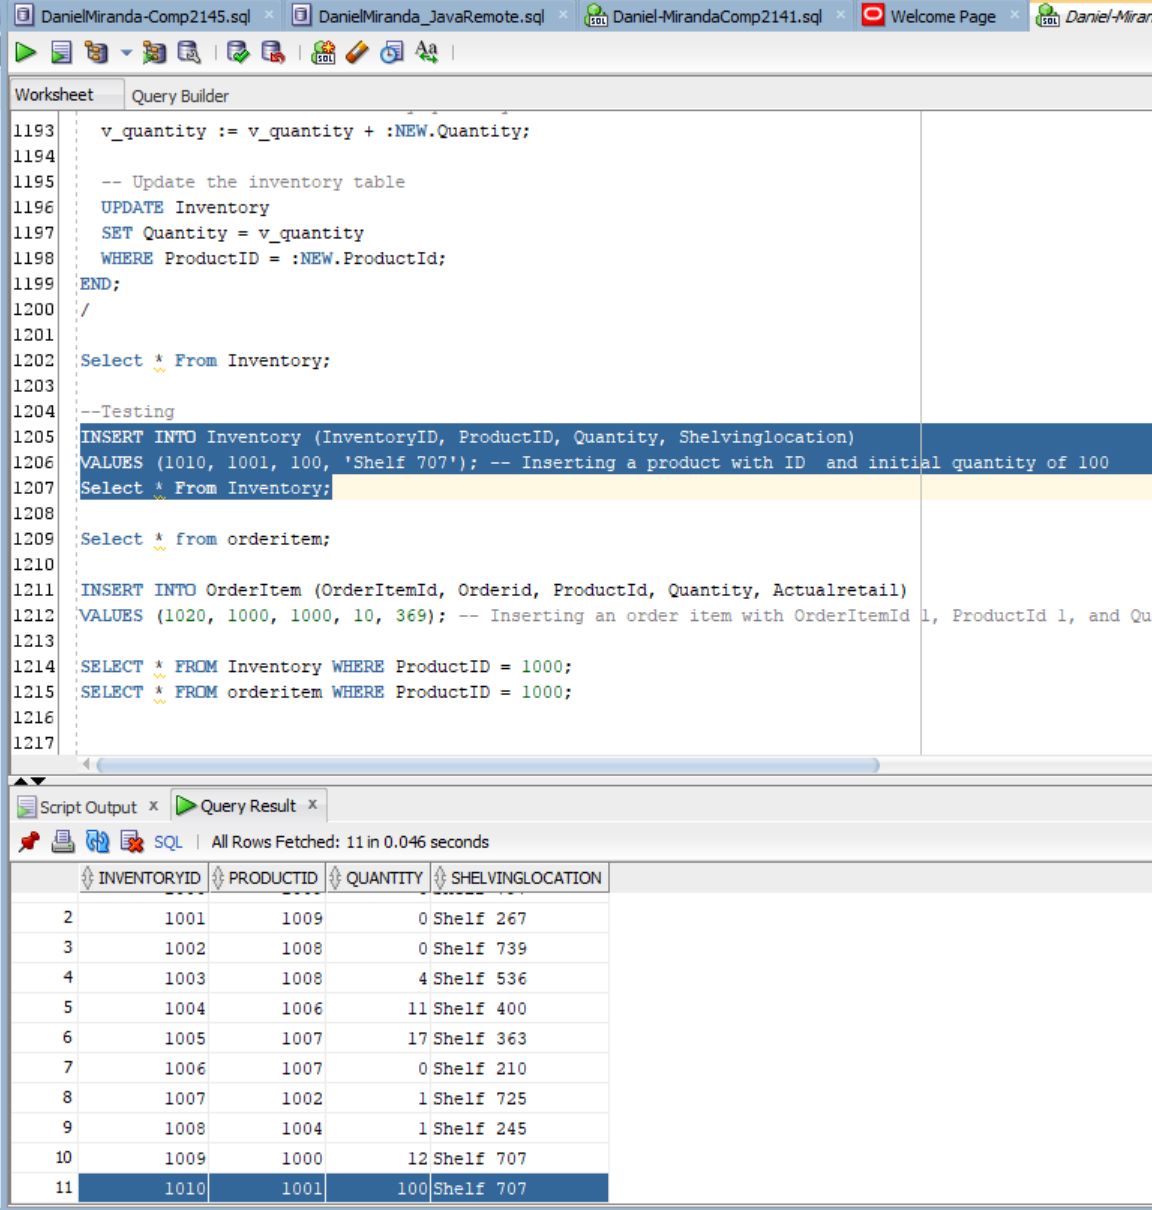 DanielMiranda-Comp2145.sql DanielMiranda_JavaRemote.sql Daniel-MirandaComp2141.sql Welcome Page
Worksheet Query Builder
1193 v_quantity := v_quantity + :NEW.Quantity;
1194
1195 -- Update the inventory table
1196 UPDATE Inventory
1197 SET Quantity = v_quantity
1198 WHERE ProductID = :NEW.ProductId;
1199 END;
1200 /
1201
1202 Select * From Inventory;
1203
1204 --Testing
1205 INSERT INTO Inventory (InventoryID, ProductID, Quantity, Shelvinglocation)
1206 VALUES (1010, 1001, 100, 'Shelf 707'); -- Inserting a product with ID  and initial quantity of 100
1207 Select * From Inventory;
1208
1209 Select * from orderitem;
1210
1211 INSERT INTO OrderItem (OrderItemId, Orderid, ProductId, Quantity, Actualretail)
1212 VALUES (1020, 1000, 1000, 10, 369); -- Inserting an order item with OrderItemId 1, ProductId 1, and
1213
1214 SELECT * FROM Inventory WHERE ProductID = 1000;
1215 SELECT * FROM orderitem WHERE ProductID = 1000;
1216
1217
Script Output x Query Result x
SQL | All Rows Fetched: 11 in 0.046 seconds
INVENTORYID PRODUCTID QUANTITY SHELVINGLOCATION
2 1001 1009 0 Shelf 267
3 1002 1008 0 Shelf 739
4 1003 1008 4 Shelf 536
5 1004 1006 11 Shelf 400
6 1005 1007 17 Shelf 363
7 1006 1007 0 Shelf 210
8 1007 1002 1 Shelf 725
9 1008 1004 1 Shelf 245
10 1009 1000 12 Shelf 707
11 1010 1001 100 Shelf 707